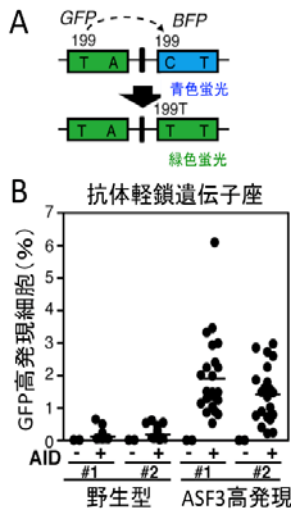 A
GFP BFP
199 199
T A C T
青色蛍光
199T
T A T T
緑色蛍光
B 抗体軽鎖遺伝子座
GFP高発現細胞(%)
7
6
5
4
3
2
1
0
AID - + - + - + - +
#1 #2 #1 #2
野生型 ASF3高発現